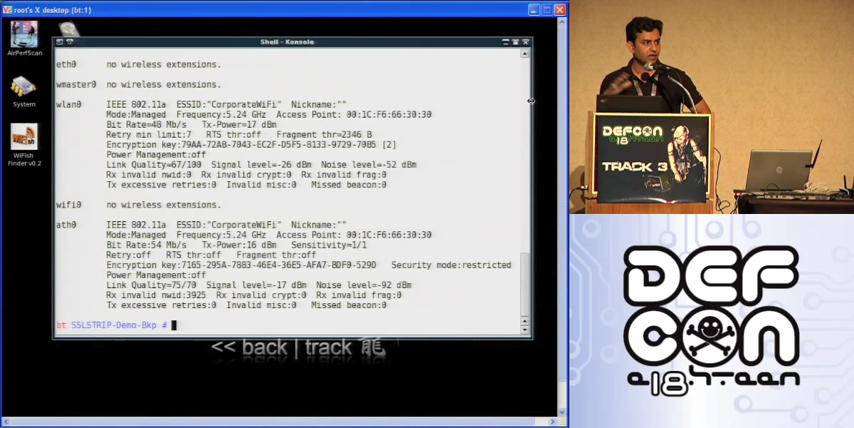 root's X desktop (bt:1)
AirPerfScan
System
WiFish
Finder v0.2
Shell - Konsole
eth0 no wireless extensions.
wmaster0 no wireless extensions.
wlan0 IEEE 802.11a ESSID:"CorporateWiFi" Nickname:""
Mode:Managed Frequency:5.24 GHz Access Point: 00:1C:F6:66:30:30
Bit Rate=48 Mb/s Tx-Power=17 dBm
Retry min limit:7 RTS thr:off Fragment thr=2346 B
Encryption key:79AA-72AB-7043-EC2F-D5F5-8133-9729-70B5 [2]
Power Management:off
Link Quality=67/100 Signal level=-26 dBm Noise level=-52 dBm
Rx invalid nwid:0 Rx invalid crypt:0 Rx invalid frag:0
Tx excessive retries:0 Invalid misc:0 Missed beacon:0
wifi0 no wireless extensions.
ath0 IEEE 802.11a ESSID:"CorporateWiFi" Nickname:""
Mode:Managed Frequency:5.24 GHz Access Point: 00:1C:F6:66:30:30
Bit Rate:54 Mb/s Tx-Power:16 dBm Sensitivity=1/1
Retry:off RTS thr:off Fragment thr:off
Encryption key:7165-295A-7883-46E4-36E5-AFA7-BDF0-529D Security mode:restricted
Power Management:off
Link Quality=75/70 Signal level=-17 dBm Noise level=-92 dBm
Rx invalid nwid:3925 Rx invalid crypt:0 Rx invalid frag:0
Tx excessive retries:0 Invalid misc:0 Missed beacon:0
bt SSLSTRIP-Demo-Bkp #
<< back | track 龍
DEFCON
18
TRACK 3
DEF
CON
e18h-teen